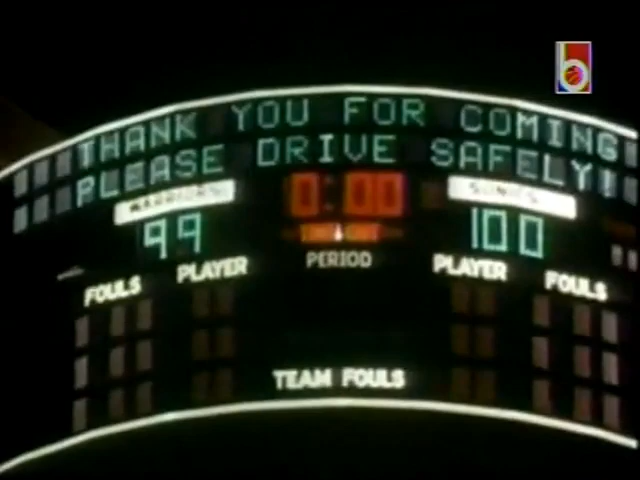 b
THANK YOU FOR COMING
PLEASE DRIVE SAFELY!
WARRIORS 0:00 SONICS
99 100
PERIOD
FOULS PLAYER PLAYER FOULS
TEAM FOULS